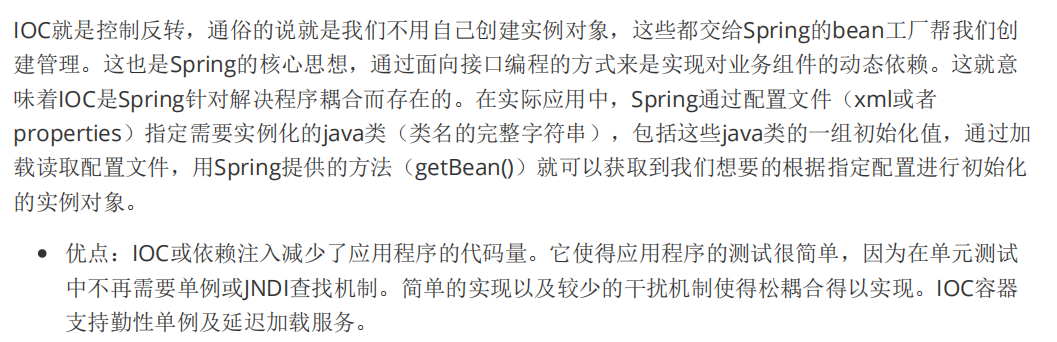 IOC就是控制反转，通俗的说就是我们不用自己创建实例对象，这些都交给Spring的bean工厂帮我们创
建管理。这也是Spring的核心思想，通过面向接口编程的方式来是实现对业务组件的动态依赖。这就意
味着IOC是Spring针对解决程序耦合而存在的。在实际应用中，Spring通过配置文件（xml或者
properties）指定需要实例化的java类（类名的完整字符串），包括这些java类的一组初始化值，通过加
载读取配置文件，用Spring提供的方法（getBean()）就可以获取到我们想要的根据指定配置进行初始化
的实例对象。
• 优点：IOC或依赖注入减少了应用程序的代码量。它使得应用程序的测试很简单，因为在单元测试
中不再需要单例或JNDI查找机制。简单的实现以及较少的干扰机制使得松耦合得以实现。IOC容器
支持勤性单例及延迟加载服务。